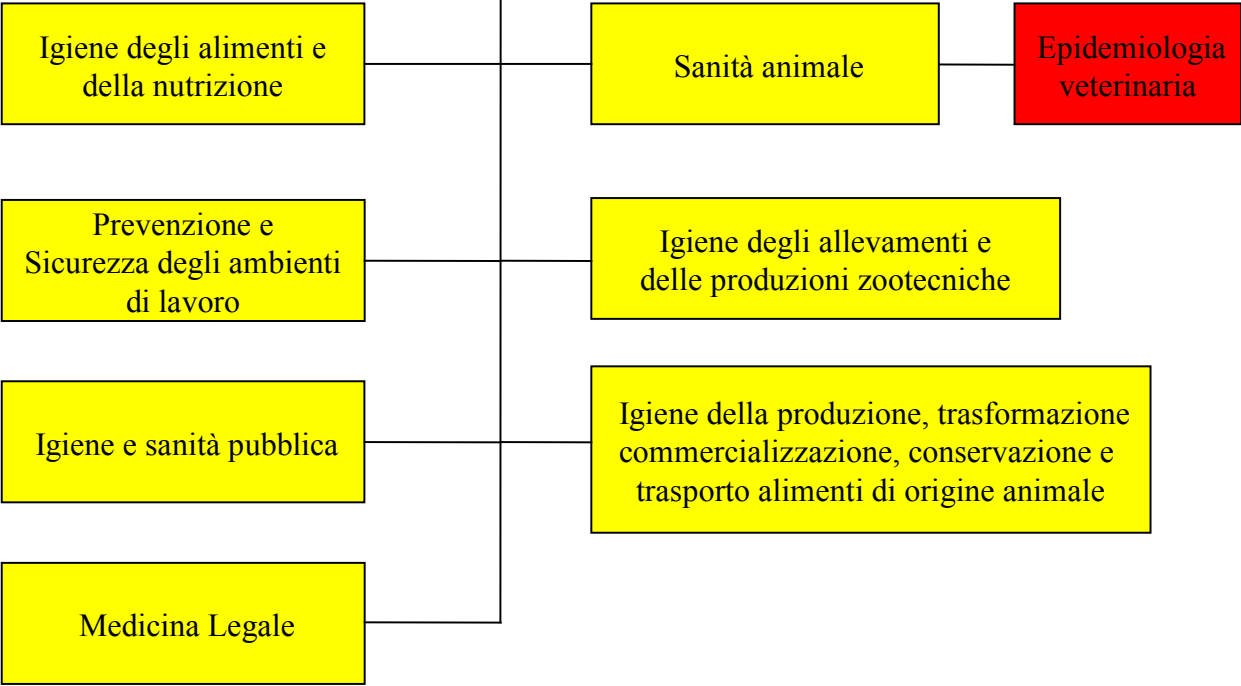 Igiene degli alimenti e
della nutrizione
Sanità animale
Epidemiologia
veterinaria
Prevenzione e
Sicurezza degli ambienti
di lavoro
Igiene degli allevamenti e
delle produzioni zootecniche
Igiene e sanità pubblica
Igiene della produzione, trasformazione
commercializzazione, conservazione e
trasporto alimenti di origine animale
Medicina Legale